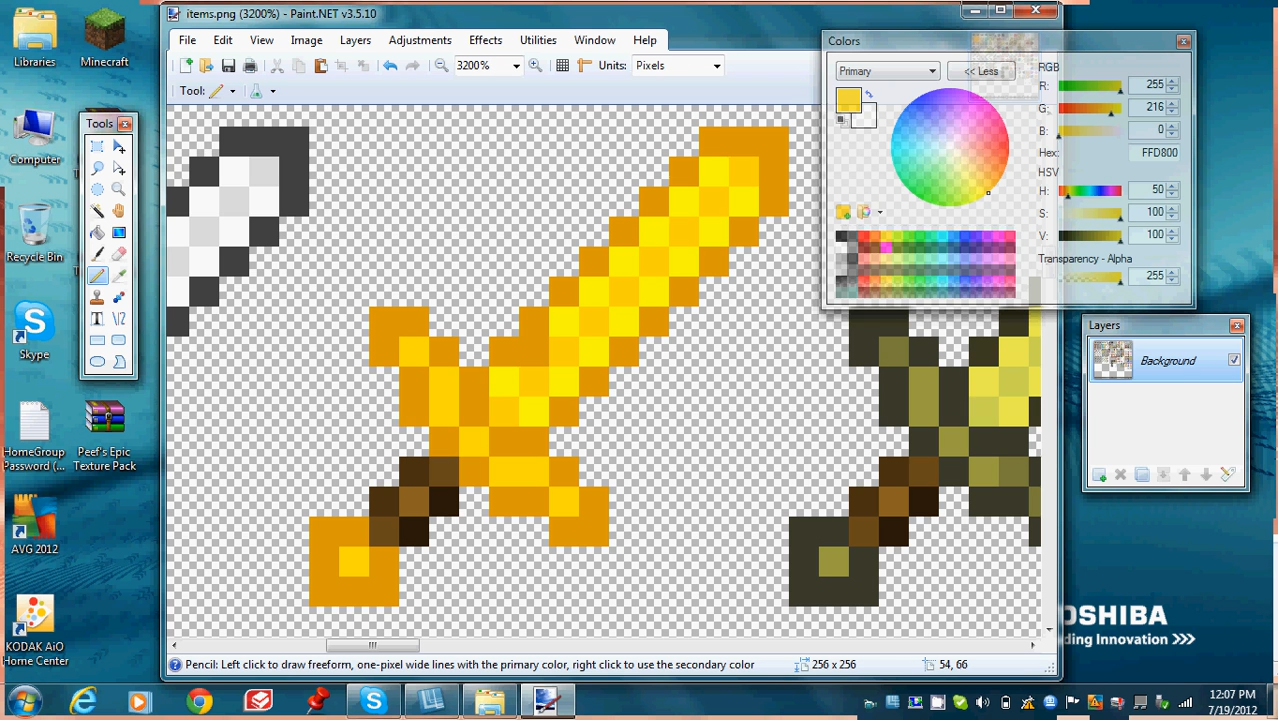 items.png (3200%) - Paint.NET v3.5.10
File Edit View Image Layers Adjustments Effects Utilities Window Help
3200% Units: Pixels
Tool:
Libraries
Minecraft
Computer
Recycle Bin
Skype
HomeGroup
Password (...
Peef's Epic
Texture Pack
AVG 2012
KODAK AiO
Home Center
Tools
Colors
Primary
<< Less
RGB
R: 255
G: 216
B: 0
Hex: FFD800
HSV
H: 50
S: 100
V: 100
Transparency - Alpha
255
Layers
Background
OSHIBA
ding Innovation >>>
Pencil: Left click to draw freeform, one-pixel wide lines with the primary color, right click to use the secondary color
256 x 256
54, 66
12:07 PM
7/19/2012